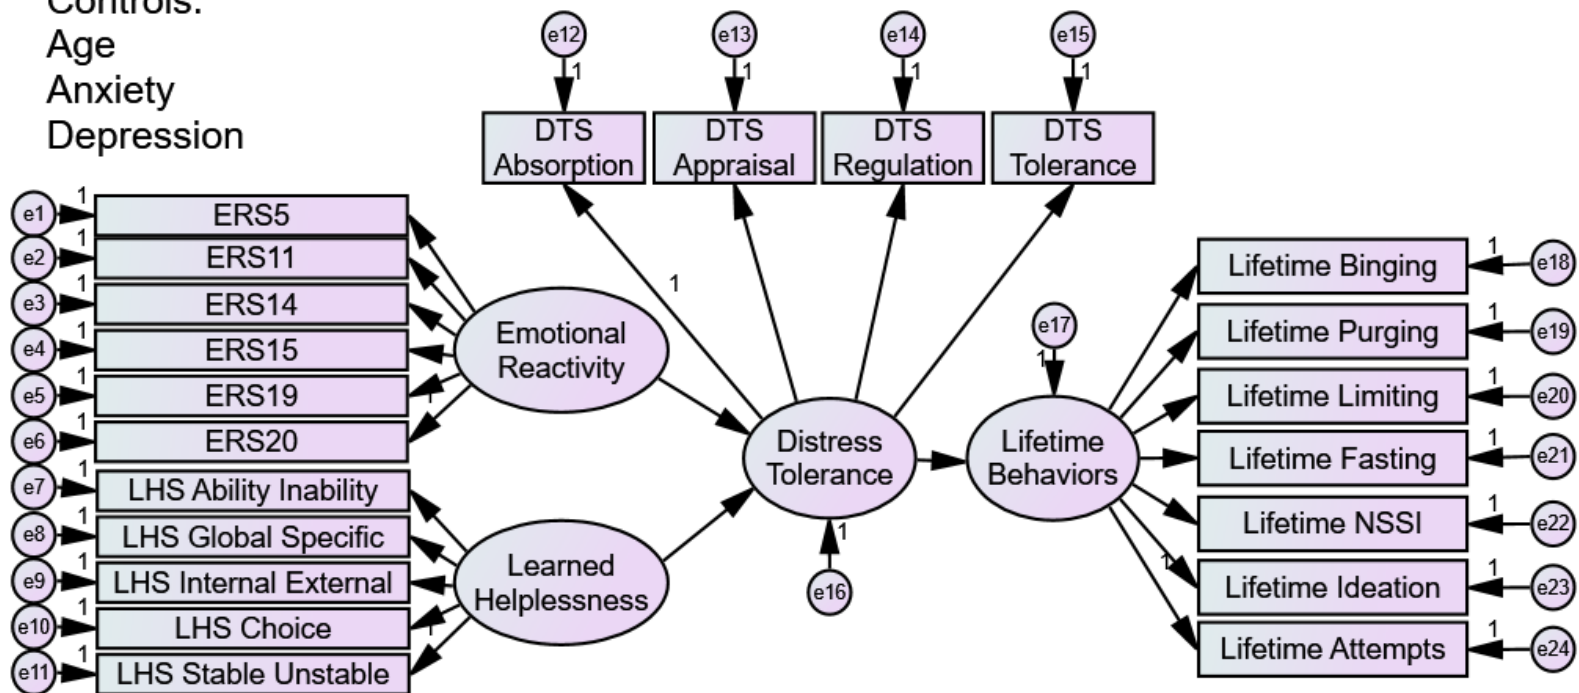 Controls:
Age
Anxiety
Depression
e12
e13
e14
e15
1
1
1
1
DTS
Absorption
DTS
Appraisal
DTS
Regulation
DTS
Tolerance
e1
1
ERS5
e2
1
ERS11
e3
1
ERS14
e4
1
ERS15
e5
1
ERS19
1
e6
1
ERS20
e7
1
LHS Ability Inability
e8
1
LHS Global Specific
e9
1
LHS Internal External
e10
1
LHS Choice
1
e11
1
LHS Stable Unstable
Emotional
Reactivity
Learned
Helplessness
1
Distress
Tolerance
1
e16
e17
1
Lifetime
Behaviors
1
Lifetime Binging
1
e18
Lifetime Purging
1
e19
Lifetime Limiting
1
e20
Lifetime Fasting
1
e21
Lifetime NSSI
1
e22
Lifetime Ideation
1
e23
Lifetime Attempts
1
e24